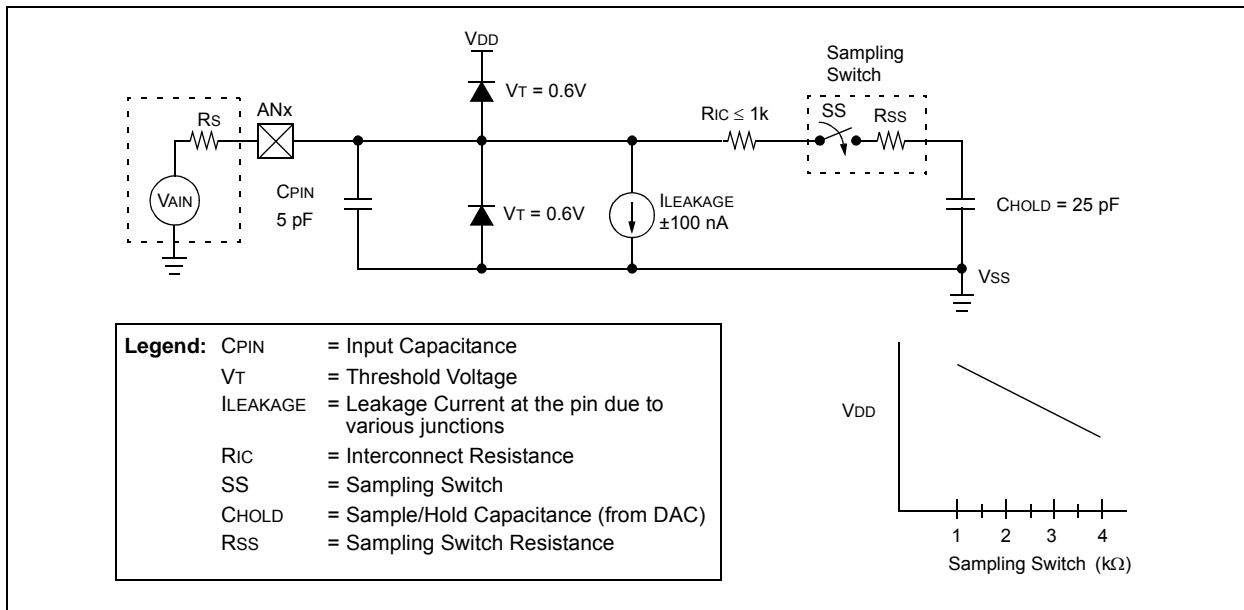 VDD
Sampling
Switch
VT = 0.6V
ANx
RS
RIC ≤ 1k
SS
RSS
VAIN
CPIN
5 pF
VT = 0.6V
ILEAKAGE
±100 nA
CHOLD = 25 pF
VSS
Legend: CPIN = Input Capacitance
VT = Threshold Voltage
ILEAKAGE = Leakage Current at the pin due to
various junctions
RIC = Interconnect Resistance
SS = Sampling Switch
CHOLD = Sample/Hold Capacitance (from DAC)
RSS = Sampling Switch Resistance
VDD
1 2 3 4
Sampling Switch (kΩ)